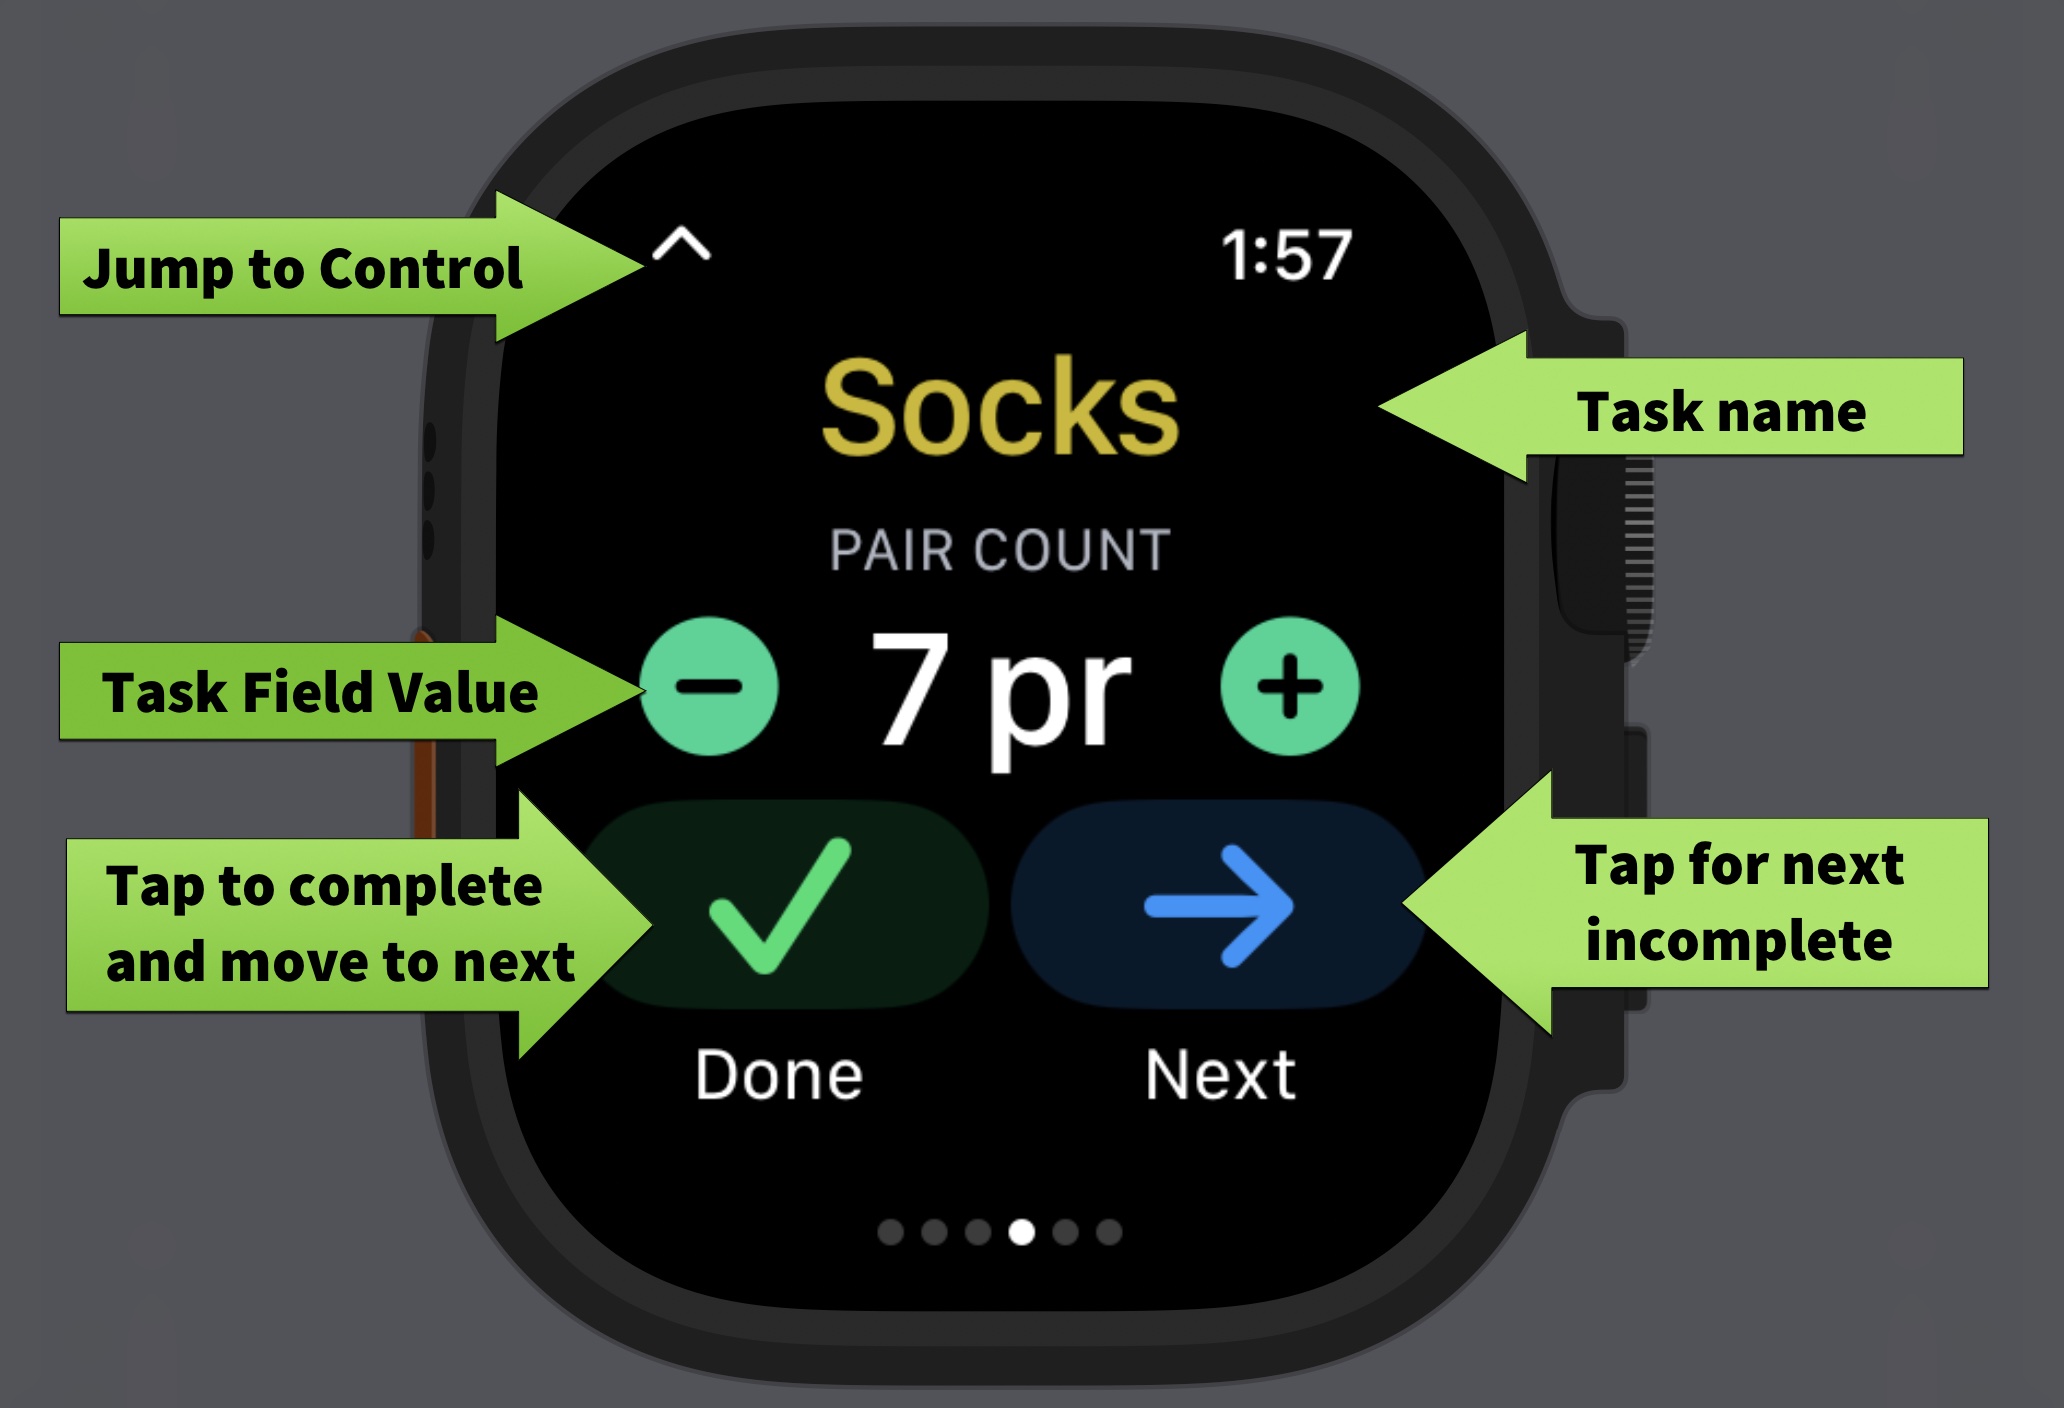 Jump to Control
1:57
Socks
Task name
PAIR COUNT
Task Field Value
7 pr
Tap to complete
and move to next
Tap for next
incomplete
Done
Next